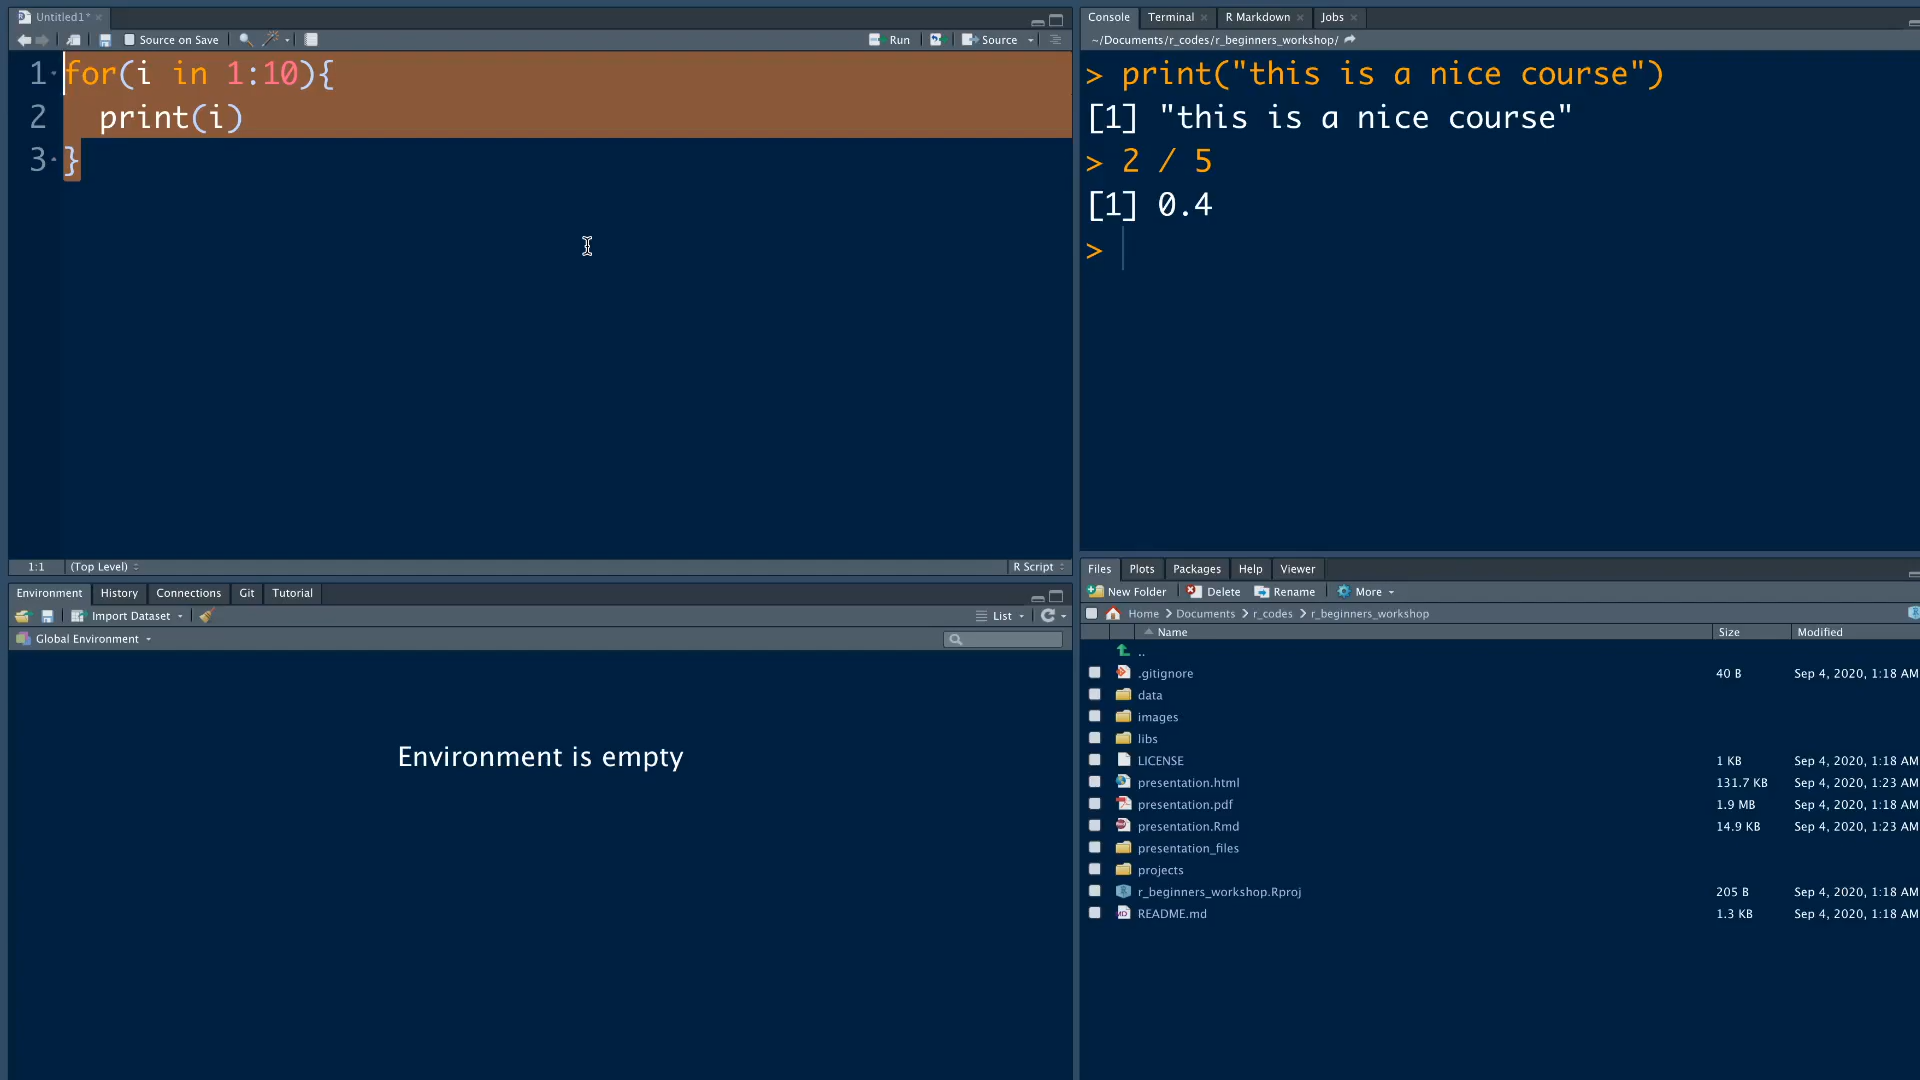 Untitled1*
Source on Save
Run
Source
1 for(i in 1:10){
2   print(i)
3 }
1:1 (Top Level)
R Script
Console Terminal R Markdown Jobs
~/Documents/r_codes/r_beginners_workshop/
> print("this is a nice course")
[1] "this is a nice course"
> 2 / 5
[1] 0.4
>
Environment History Connections Git Tutorial
Import Dataset
List
Global Environment
Environment is empty
Files Plots Packages Help Viewer
New Folder Delete Rename More
Home > Documents > r_codes > r_beginners_workshop
Name Size Modified
..
.gitignore 40 B Sep 4, 2020, 1:18 AM
data
images
libs
LICENSE 1 KB Sep 4, 2020, 1:18 AM
presentation.html 131.7 KB Sep 4, 2020, 1:23 AM
presentation.pdf 1.9 MB Sep 4, 2020, 1:18 AM
presentation.Rmd 14.9 KB Sep 4, 2020, 1:23 AM
presentation_files
projects
r_beginners_workshop.Rproj 205 B Sep 4, 2020, 1:18 AM
README.md 1.3 KB Sep 4, 2020, 1:18 AM